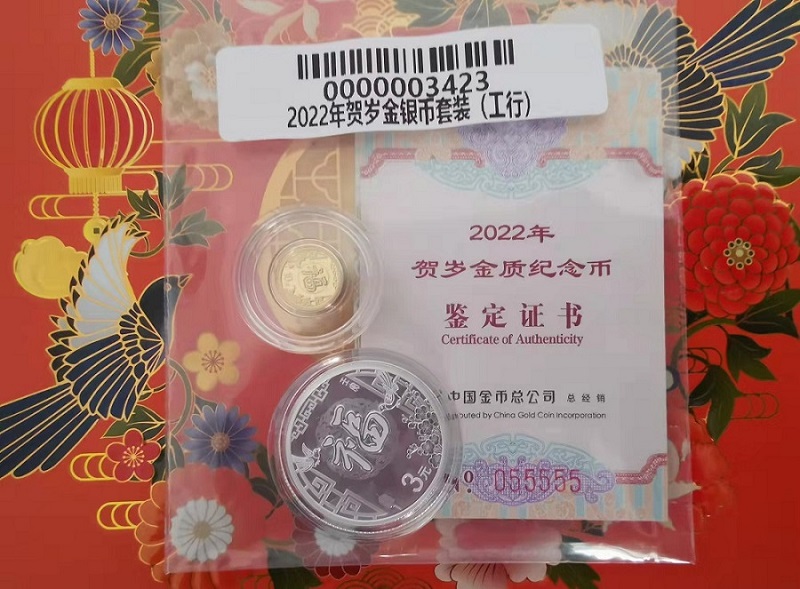 0000003423
2022年贺岁金银币套装（工行）
2022年
贺岁金质纪念币
鉴定证书
Certificate of Authenticity
中国金币总公司 总经销
by China Gold Coin Incorporation
Nº 055555
福
3元